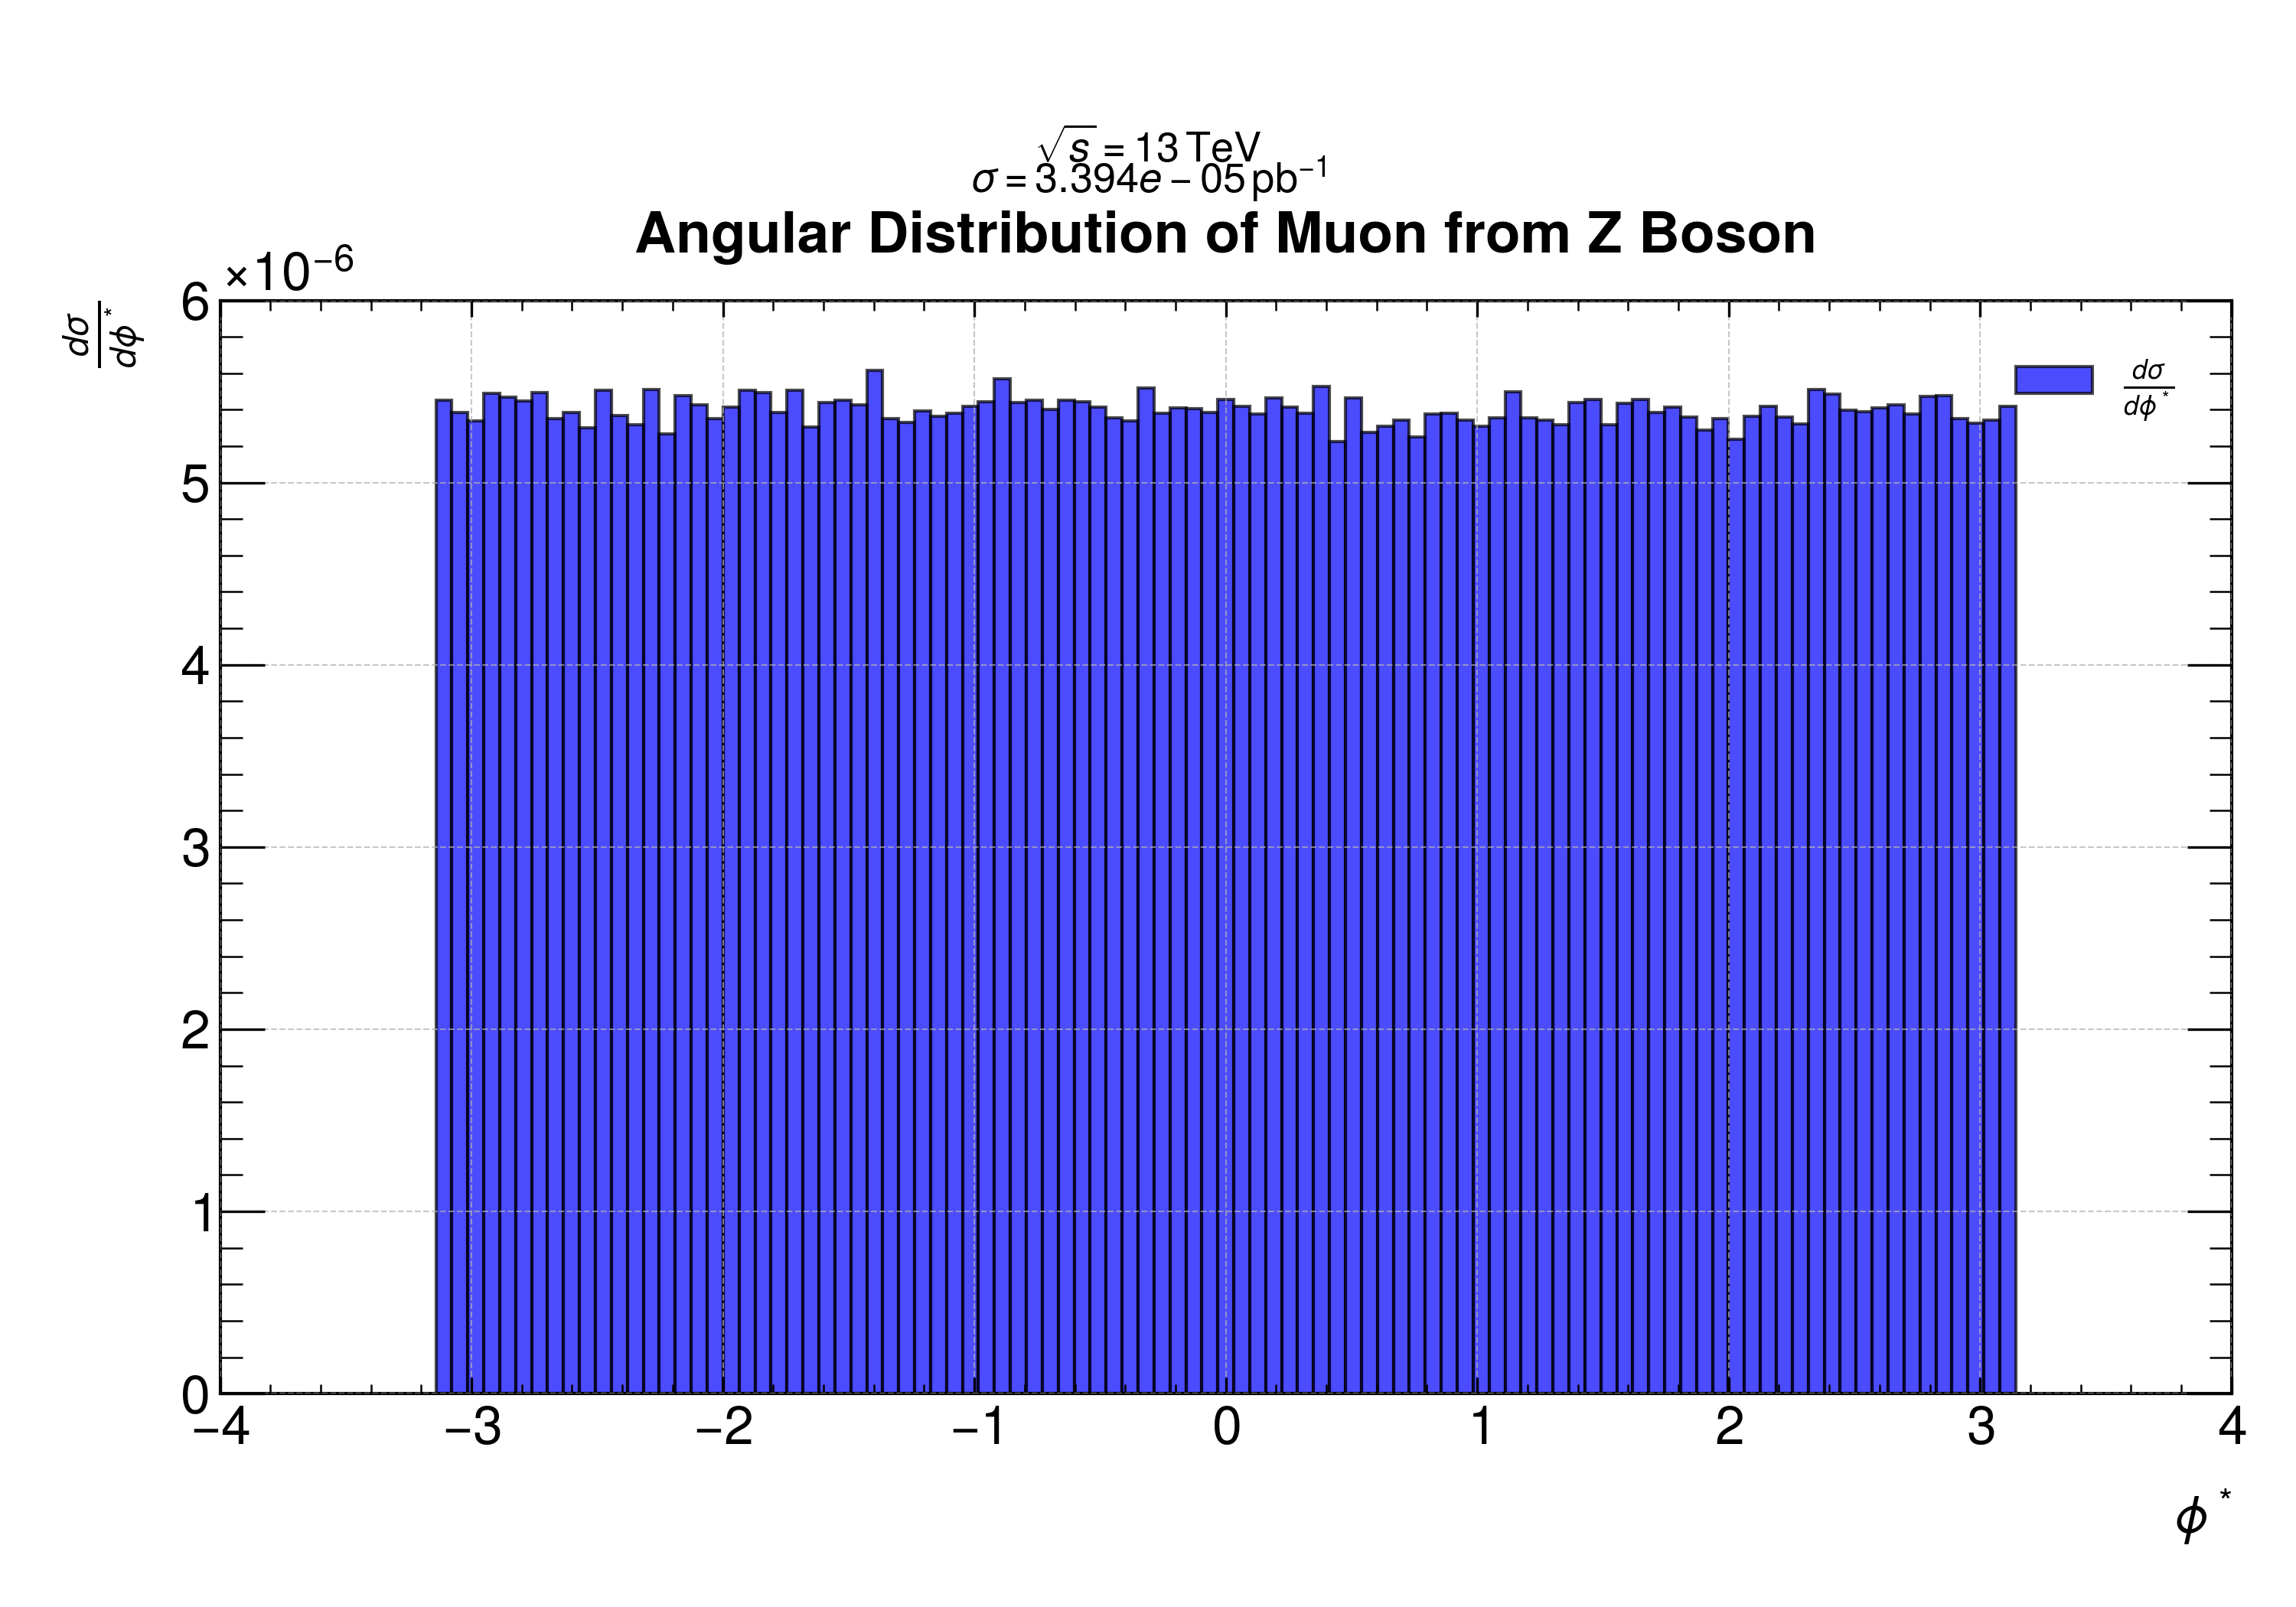 √s = 13 TeV
σ = 3.394e − 05 pb⁻¹
Angular Distribution of Muon from Z Boson
×10⁻⁶
dσ
dϕ*
6
5
4
3
2
1
0
dσ
dϕ*
−4 −3 −2 −1 0 1 2 3 4
ϕ*